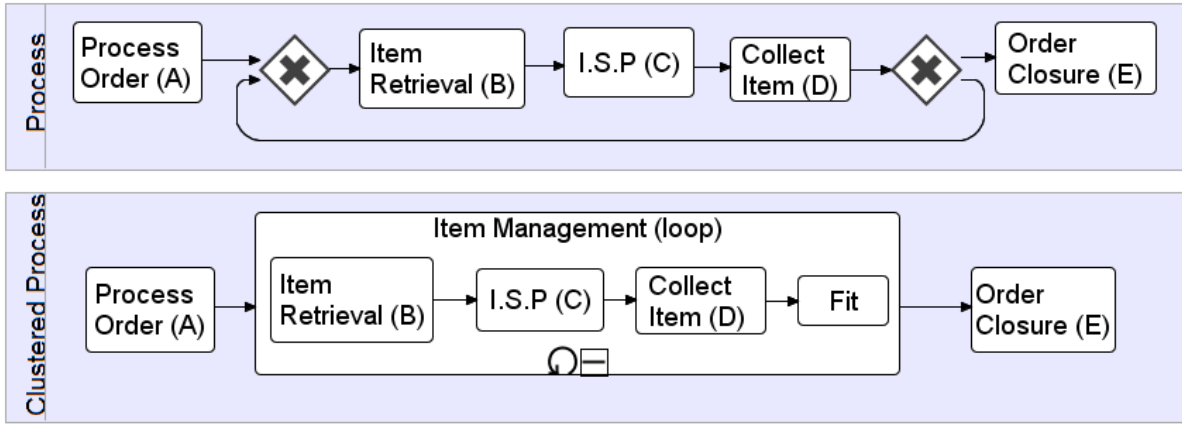 Process
Process
Order (A)
Item
Retrieval (B)
I.S.P (C)
Collect
Item (D)
Order
Closure (E)
Clustered Process
Item Management (loop)
Process
Order (A)
Item
Retrieval (B)
I.S.P (C)
Collect
Item (D)
Fit
Order
Closure (E)